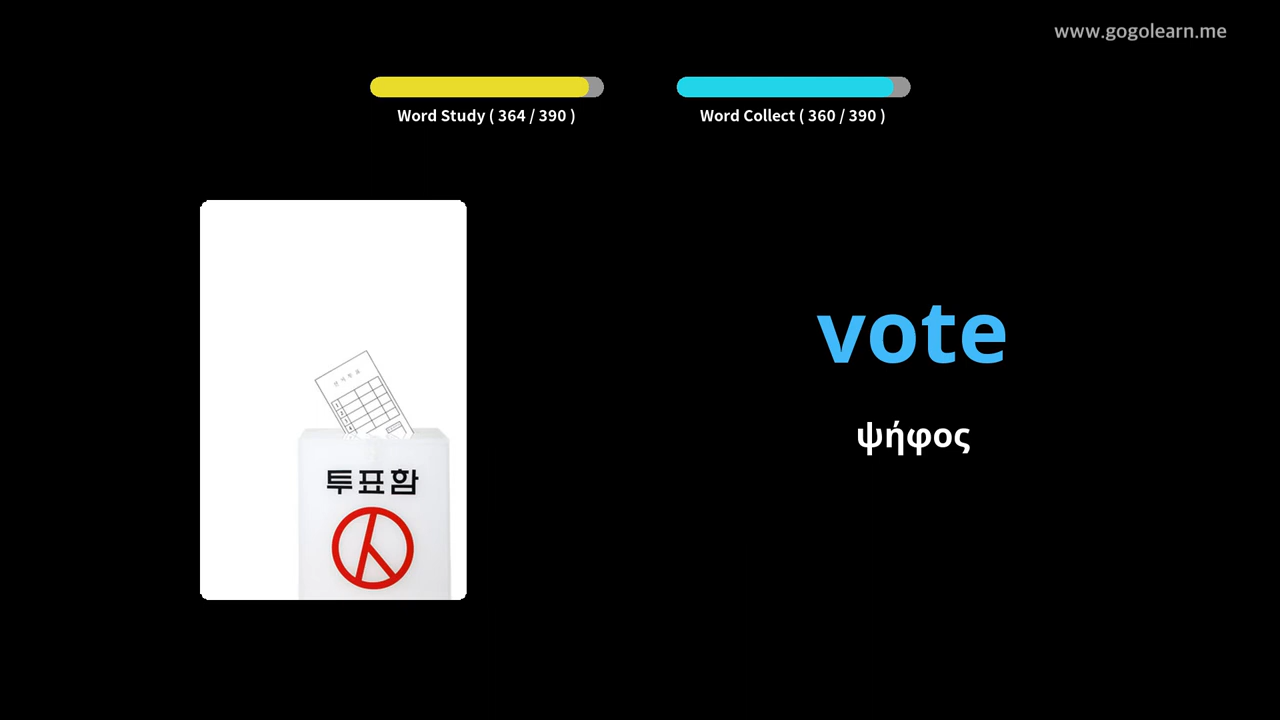 www.gogolearn.me
Word Study ( 364 / 390 )
Word Collect ( 360 / 390 )
vote
ψήφος
투표함